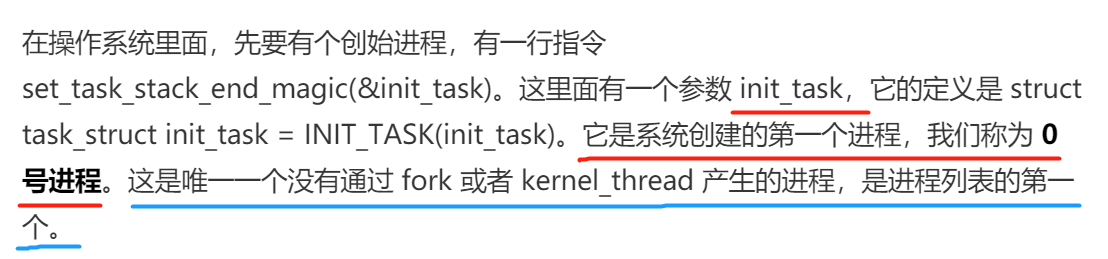 在操作系统里面，先要有个创始进程，有一行指令
set_task_stack_end_magic(&init_task)。这里面有一个参数 init_task，它的定义是 struct
task_struct init_task = INIT_TASK(init_task)。它是系统创建的第一个进程，我们称为 0
号进程。这是唯一一个没有通过 fork 或者 kernel_thread 产生的进程，是进程列表的第一
个。